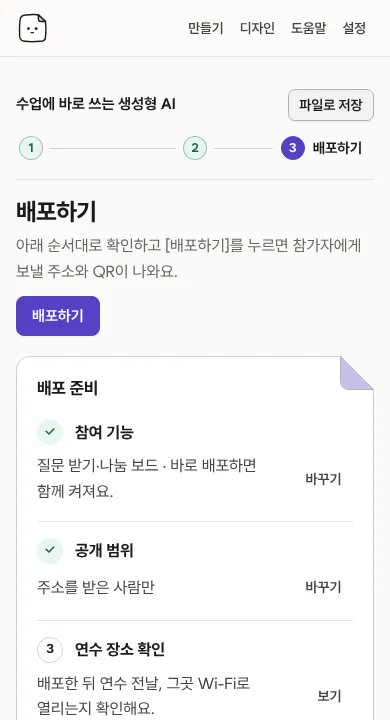 만들기 디자인 도움말 설정
수업에 바로 쓰는 생성형 AI
파일로 저장
1 2 3 배포하기
배포하기
아래 순서대로 확인하고 [배포하기]를 누르면 참가자에게
보낼 주소와 QR이 나와요.
배포하기
배포 준비
참여 기능
질문 받기·나눔 보드 · 바로 배포하면
함께 켜져요.
바꾸기
공개 범위
주소를 받은 사람만
바꾸기
3 연수 장소 확인
배포한 뒤 연수 전날, 그곳 Wi-Fi로
열리는지 확인해요.
보기